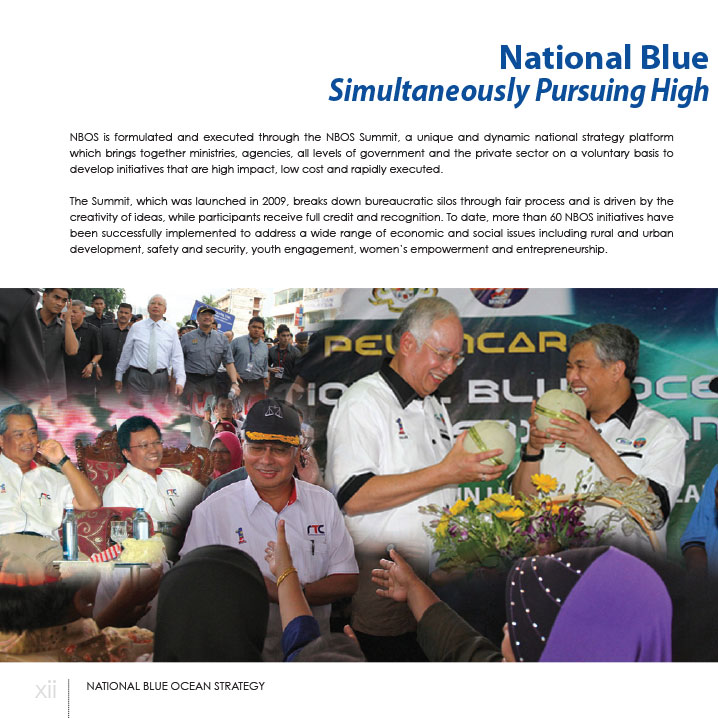 National Blue
Simultaneously Pursuing High
NBOS is formulated and executed through the NBOS Summit, a unique and dynamic national strategy platform
which brings together ministries, agencies, all levels of government and the private sector on a voluntary basis to
develop initiatives that are high impact, low cost and rapidly executed.
The Summit, which was launched in 2009, breaks down bureaucratic silos through fair process and is driven by the
creativity of ideas, while participants receive full credit and recognition. To date, more than 60 NBOS initiatives have
been successfully implemented to address a wide range of economic and social issues including rural and urban
development, safety and security, youth engagement, women`s empowerment and entrepreneurship.
BLU OCE
RTC
xii
NATIONAL BLUE OCEAN STRATEGY